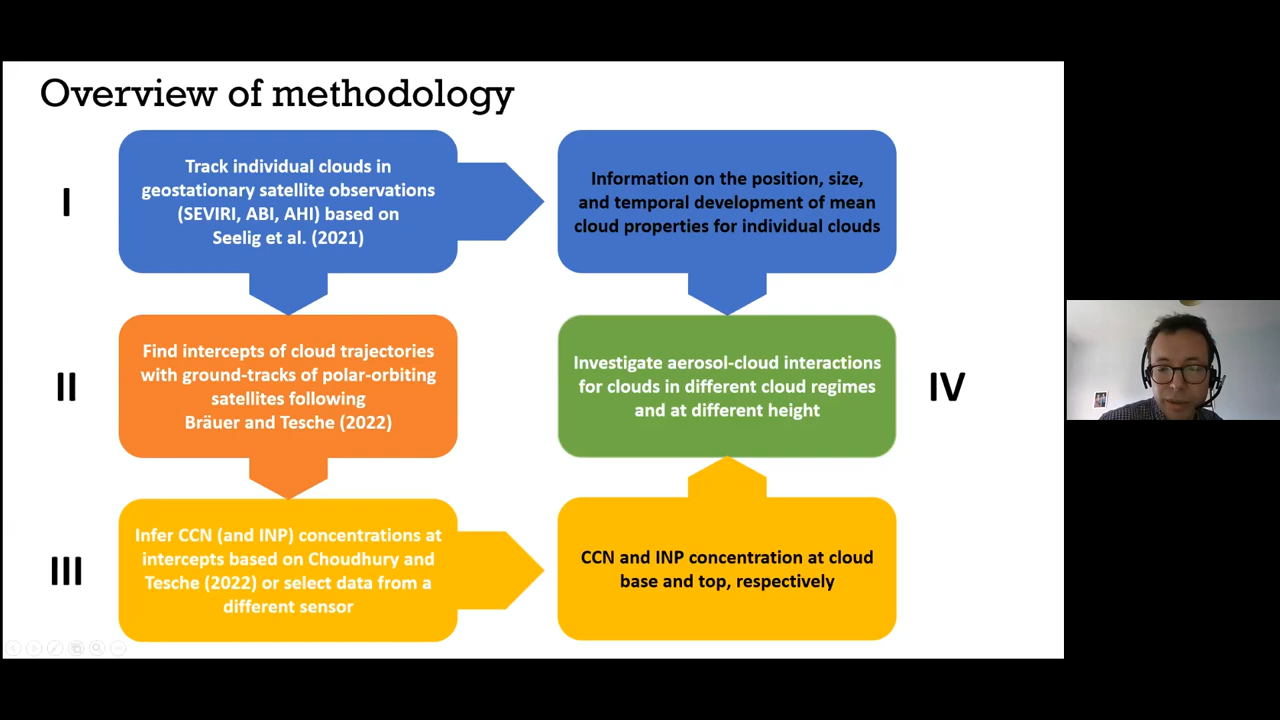 Overview of methodology
I
Track individual clouds in
geostationary satellite observations
(SEVIRI, ABI, AHI) based on
Seelig et al. (2021)
Information on the position, size,
and temporal development of mean
cloud properties for individual clouds
II
Find intercepts of cloud trajectories
with ground-tracks of polar-orbiting
satellites following
Bräuer and Tesche (2022)
Investigate aerosol-cloud interactions
for clouds in different cloud regimes
and at different height
IV
III
Infer CCN (and INP) concentrations at
intercepts based on Choudhury and
Tesche (2022) or select data from a
different sensor
CCN and INP concentration at cloud
base and top, respectively